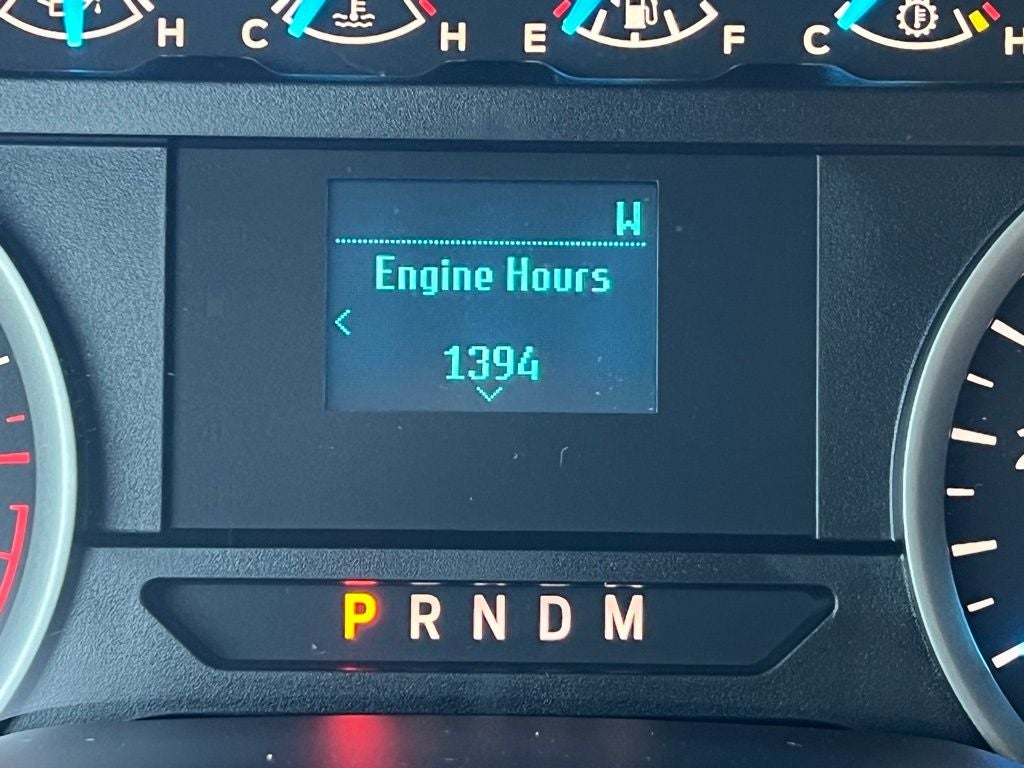 H C H E F C H
W
Engine Hours
<
1394
P R N D M